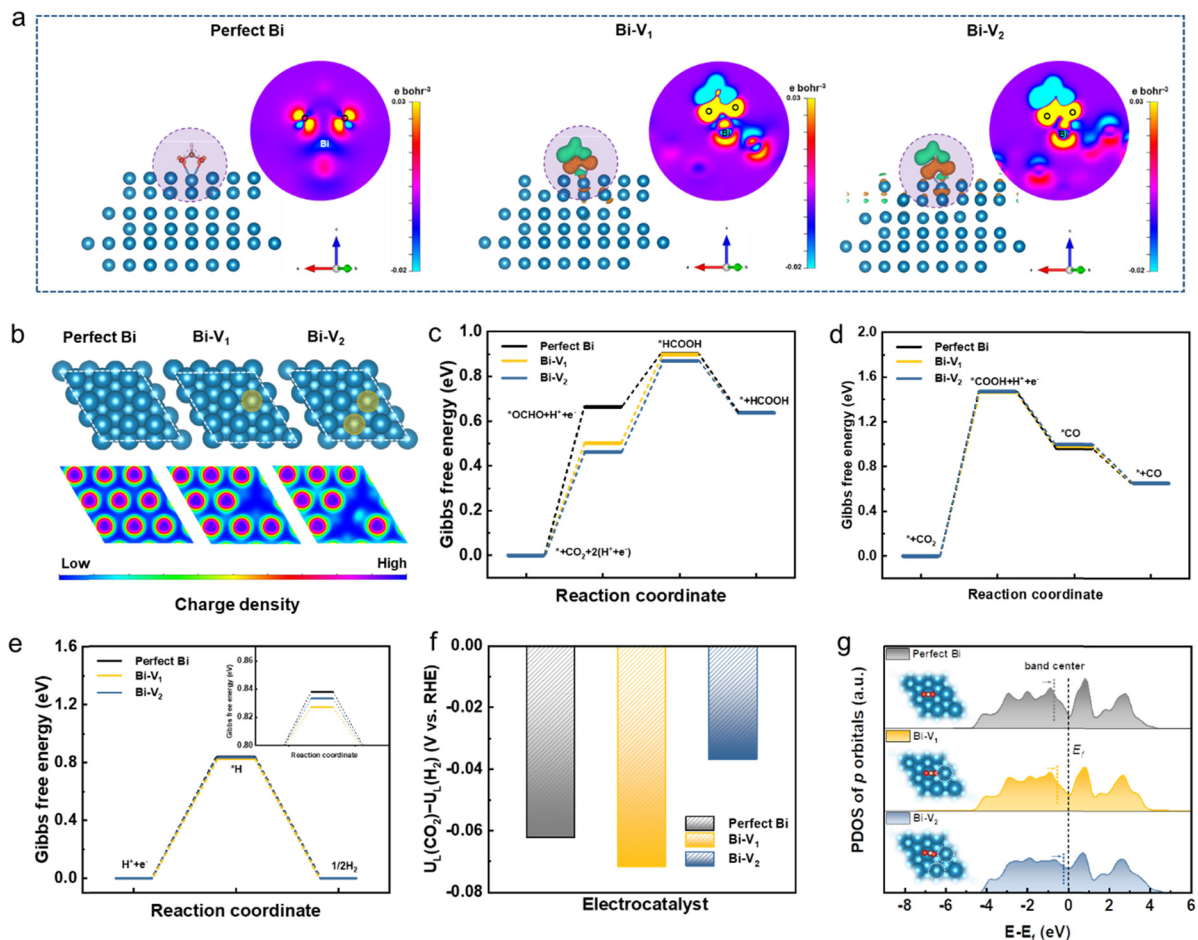 a
Perfect Bi
Bi-V₁
Bi-V₂
e bohr⁻³
0.03
-0.02
Bi
e bohr⁻³
0.03
-0.02
O
O
Bi
e bohr⁻³
0.03
-0.02
O
O
Bi
b
Perfect Bi
Bi-V₁
Bi-V₂
Low
High
Charge density
c
Gibbs free energy (eV)
1.0
0.8
0.6
0.4
0.2
0.0
Perfect Bi
Bi-V₁
Bi-V₂
*HCOOH
*OCHO+H⁺+e⁻
*+HCOOH
*+CO₂+2(H⁺+e⁻)
Reaction coordinate
d
Gibbs free energy (eV)
2.0
1.6
1.2
0.8
0.4
0.0
Perfect Bi
Bi-V₁
Bi-V₂
*COOH+H⁺+e⁻
*CO
*+CO
*+CO₂
Reaction coordinate
e
Gibbs free energy (eV)
1.6
1.2
0.8
0.4
0.0
Perfect Bi
Bi-V₁
Bi-V₂
Gibbs free energy (eV)
0.86
0.84
0.82
0.80
Reaction coordinate
*H
H⁺+e⁻
1/2H₂
Reaction coordinate
f
U_L(CO₂)−U_L(H₂) (V vs. RHE)
0.00
-0.02
-0.04
-0.06
-0.08
Perfect Bi
Bi-V₁
Bi-V₂
Electrocatalyst
g
PDOS of p orbitals (a.u.)
Perfect Bi
band center
Bi-V₁
E_f
Bi-V₂
-8 -6 -4 -2 0 2 4 6
E-E_f (eV)